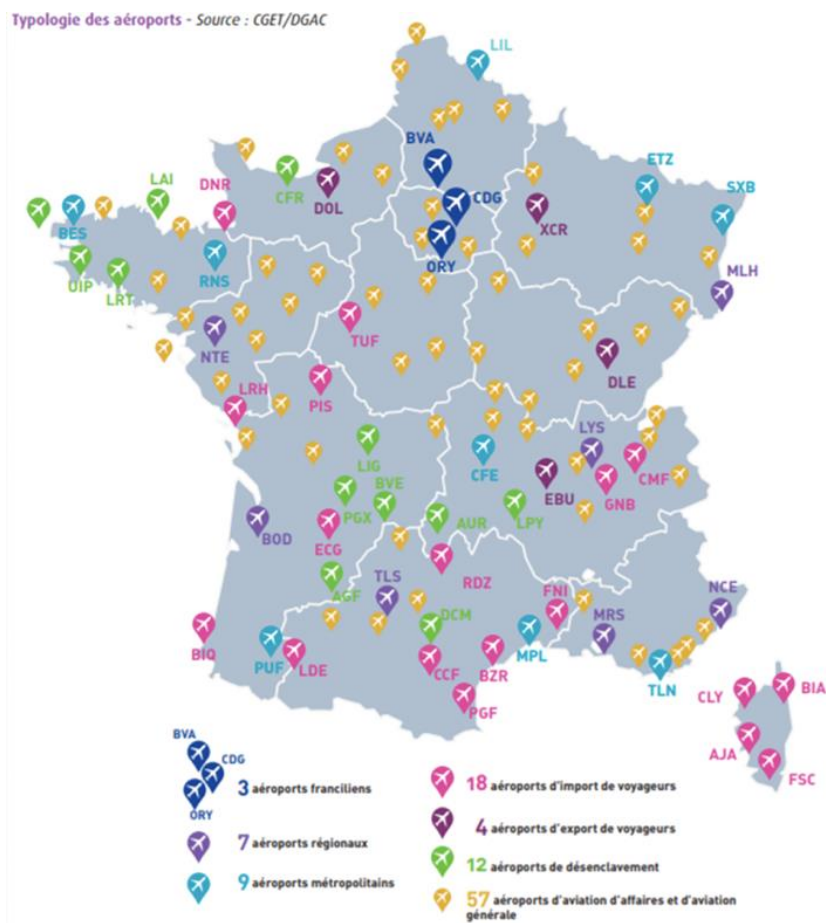 Typologie des aéroports - Source : CGET/DGAC
LIL
BVA
ETZ
LAI
DNR
CFR
DOL
CDG
SXB
BES
XCR
ORY
RNS
UIP
LRT
MLH
NTE
TUF
DLE
LRH
PIS
LYS
LIG
CFE
CMF
BVE
EBU
GNB
PGX
AUR
LPY
BOD
ECG
RDZ
AGF
TLS
FNI
NCE
DCM
MRS
BIQ
PUF
LDE
CCF
BZR
MPL
TLN
PGF
CLY
BIA
AJA
FSC
BVA
CDG
ORY
3 aéroports franciliens
7 aéroports régionaux
9 aéroports métropolitains
18 aéroports d'import de voyageurs
4 aéroports d'export de voyageurs
12 aéroports de désenclavement
57 aéroports d'aviation d'affaires et d'aviation
générale